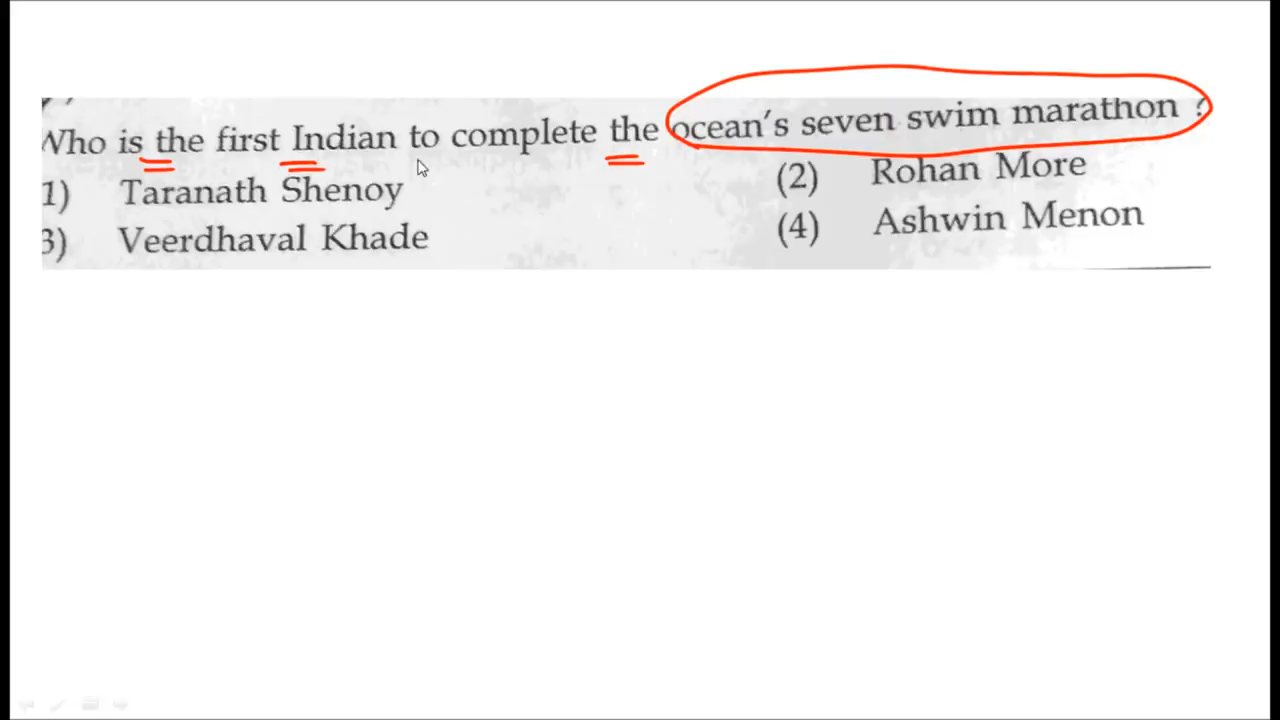 Who is the first Indian to complete the ocean's seven swim marathon ?
1) Taranath Shenoy (2) Rohan More
3) Veerdhaval Khade (4) Ashwin Menon